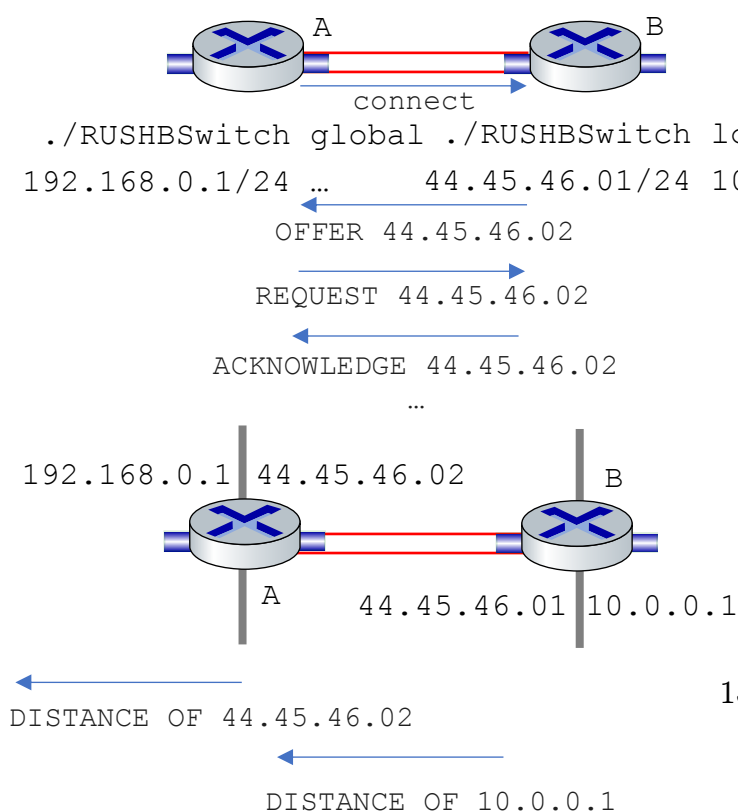 A B
connect
./RUSHBSwitch global ./RUSHBSwitch
192.168.0.1/24 … 44.45.46.01/24
OFFER 44.45.46.02
REQUEST 44.45.46.02
ACKNOWLEDGE 44.45.46.02
…
192.168.0.1 44.45.46.02 B
A 44.45.46.01 10.0.0.1
DISTANCE OF 44.45.46.02
DISTANCE OF 10.0.0.1